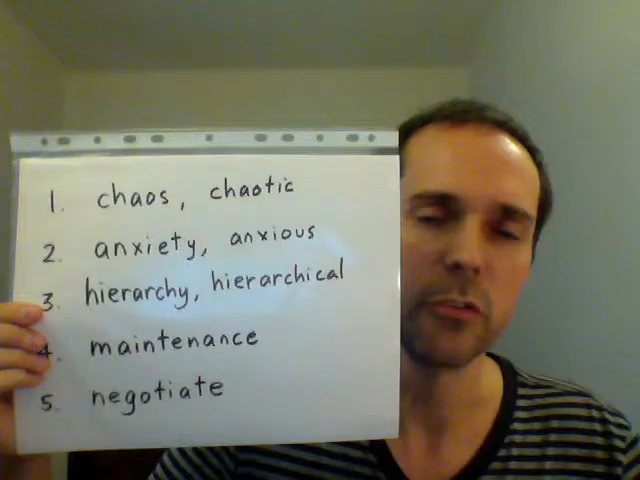 1. chaos, chaotic
2. anxiety, anxious
3. hierarchy, hierarchical
4. maintenance
5. negotiate